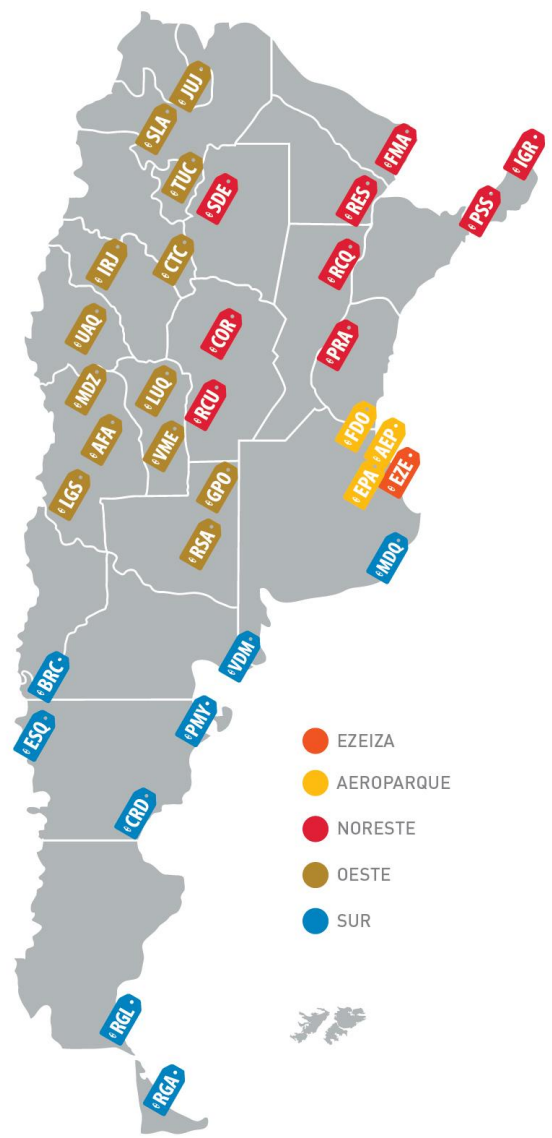 JUJ
SLA
FMA
IGR
TUC
SDE
RES
PSS
CTC
IRJ
RCQ
UAQ
COR
PRA
MDZ
LUQ
RCU
FDO
AEP
AFA
VME
EZE
EPA
GPO
LGS
RSA
MDQ
VDM
BRC
PMY
ESQ
EZEIZA
AEROPARQUE
CRD
NORESTE
OESTE
SUR
RGL
RGA